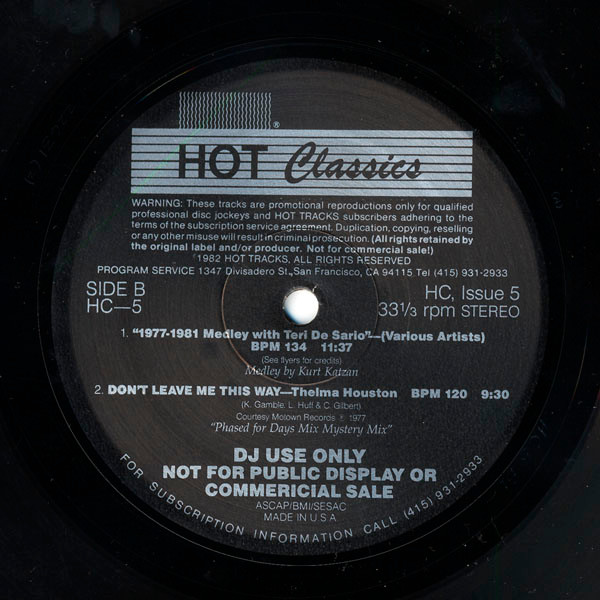 ®
HOT Classics
WARNING: These tracks are promotional reproductions only for qualified
professional disc jockeys and HOT TRACKS subscribers adhering to the
terms of the subscription service agreement. Duplication, copying, reselling
or any other misuse will result in criminal prosecution. (All rights retained by
the original label and/or producer. Not for commercial sale!)
1982 HOT TRACKS, ALL RIGHTS RESERVED
PROGRAM SERVICE 1347 Divisadero St., San Francisco, CA 94115 Tel (415) 931-2933
SIDE B
HC—5
HC, Issue 5
33⅓ rpm STEREO
1. "1977-1981 Medley with Teri De Sario"—(Various Artists)
BPM 134 11:37
(See flyers for credits)
Medley by Kurt Katzan
2. DON'T LEAVE ME THIS WAY—Thelma Houston BPM 120 9:30
(K. Gamble, L. Huff & C. Gilbert)
Courtesy Motown Records ℗ 1977
"Phased for Days Mix Mystery Mix"
DJ USE ONLY
NOT FOR PUBLIC DISPLAY OR
COMMERICIAL SALE
ASCAP/BMI/SESAC
MADE IN U.S.A.
FOR SUBSCRIPTION INFORMATION CALL (415) 931-2933